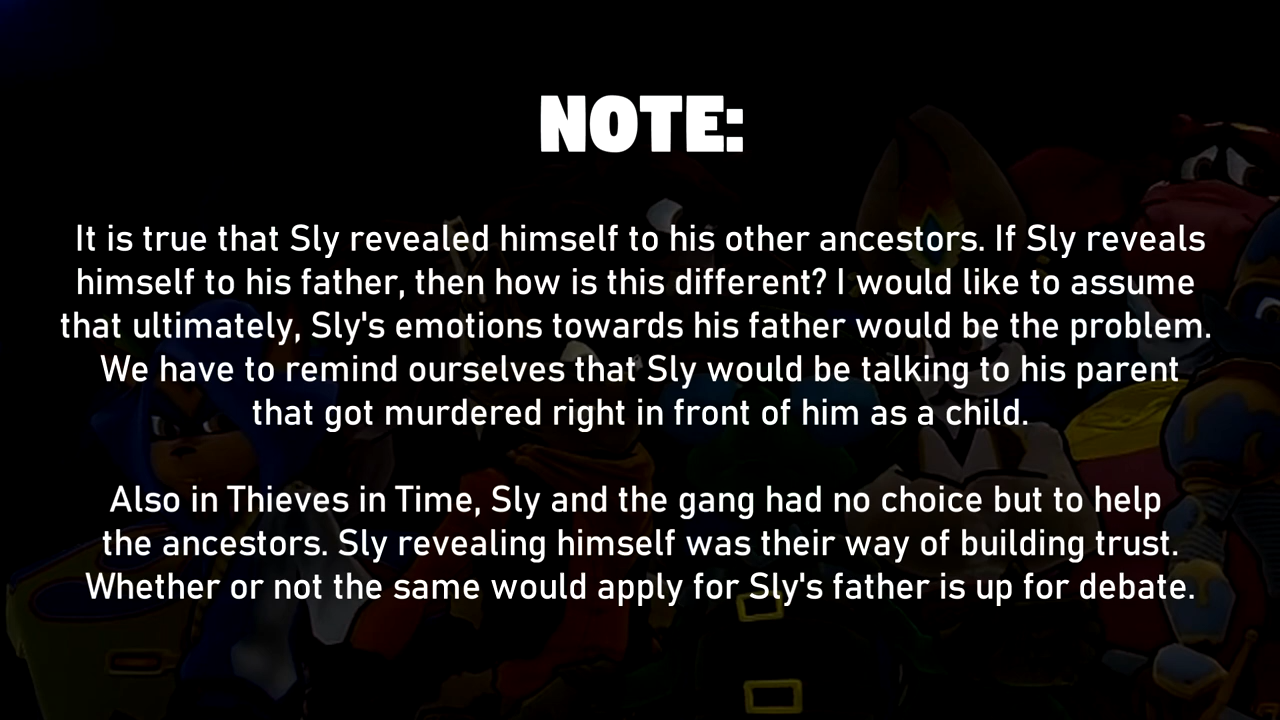 NOTE:
It is true that Sly revealed himself to his other ancestors. If Sly reveals
himself to his father, then how is this different? I would like to assume
that ultimately, Sly's emotions towards his father would be the problem.
We have to remind ourselves that Sly would be talking to his parent
that got murdered right in front of him as a child.
Also in Thieves in Time, Sly and the gang had no choice but to help
the ancestors. Sly revealing himself was their way of building trust.
Whether or not the same would apply for Sly's father is up for debate.